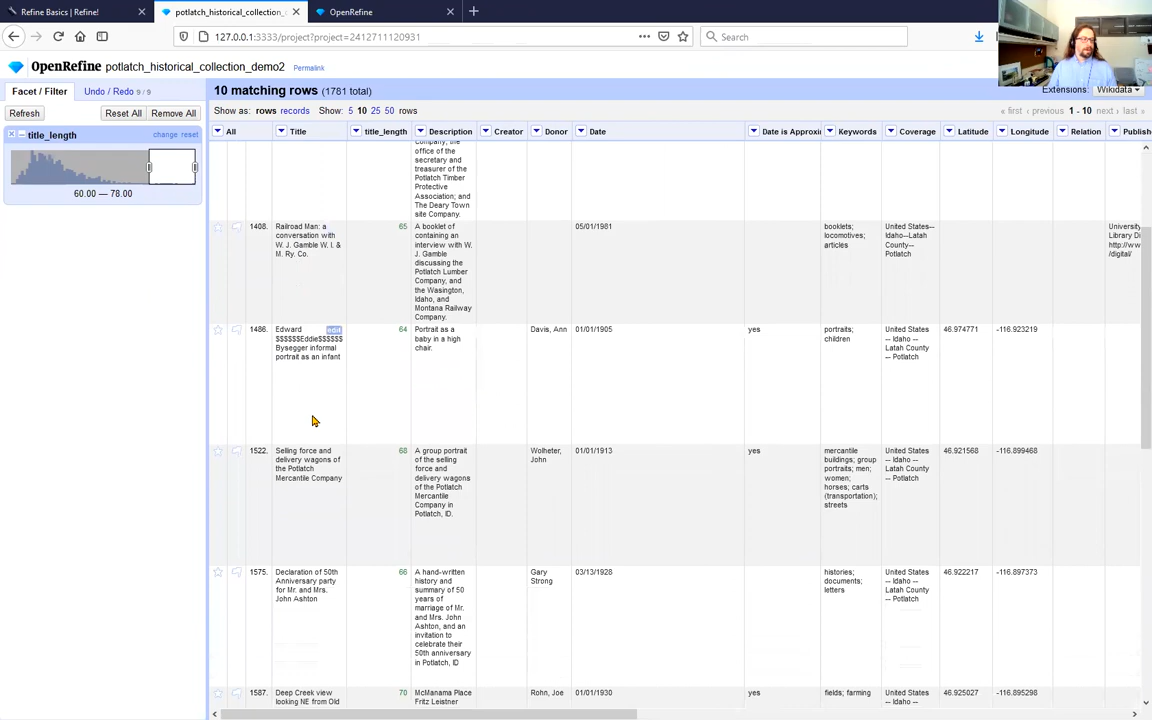 Refine Basics | Refine!
potlatch_historical_collection_d
OpenRefine
127.0.0.1:3333/project?project=2412711120931
Search
OpenRefine potlatch_historical_collection_demo2 Permalink
Extensions: Wikidata
Facet / Filter
Undo / Redo 9 / 9
10 matching rows (1781 total)
Refresh
Reset All
Remove All
Show as: rows records Show: 5 10 25 50 rows
« first ‹ previous 1 - 10 next › last »
title_length
change reset
60.00 — 78.00
All
Title
title_length
Description
Creator
Donor
Date
Date is Approxi
Keywords
Coverage
Latitude
Longitude
Relation
Publish
Company; the
office of the
secretary and
treasurer of the
Potlatch Timber
Protective
Association; and
The Deary Town
site Company.
1408.
Railroad Man: a
conversation with
W. J. Gamble W. I. &
M. Ry. Co.
65
A booklet of
containing an
interview with W.
J. Gamble
discussing the
Potlatch Lumber
Company, and
the Wasington,
Idaho, and
Montana Railway
Company.
05/01/1981
booklets;
locomotives;
articles
United States--
Idaho--Latah
County--
Potlatch
University
Library Di
http://ww
/digital/
1486.
Edward
edit
$$$$$$Eddie$$$$$$
Bysegger informal
portrait as an infant
64
Portrait as a
baby in a high
chair.
Davis, Ann
01/01/1905
yes
portraits;
children
United States
-- Idaho --
Latah County
-- Potlatch
46.974771
-116.923219
1522.
Selling force and
delivery wagons of
the Potlatch
Mercantile Company
68
A group portrait
of the selling
force and
delivery wagons
of the Potlatch
Mercantile
Company in
Potlatch, ID.
Wolheter,
John
01/01/1913
yes
mercantile
buildings; group
portraits; men;
women;
horses; carts
(transportation);
streets
United States
-- Idaho --
Latah County
-- Potlatch
46.921568
-116.899468
1575.
Declaration of 50th
Anniversary party
for Mr. and Mrs.
John Ashton
66
A hand-written
history and
summary of 50
years of
marriage of Mr.
and Mrs. John
Ashton, and an
invitation to
celebrate their
50th anniversary
in Potlatch, ID
Gary
Strong
03/13/1928
histories;
documents;
letters
United States
-- Idaho --
Latah County
-- Potlatch
46.922217
-116.897373
1587.
Deep Creek view
looking NE from Old
70
McManama Place
Fritz Leistner
Rohn, Joe
01/01/1930
yes
fields; farming
United States
-- Idaho --
46.925027
-116.895298